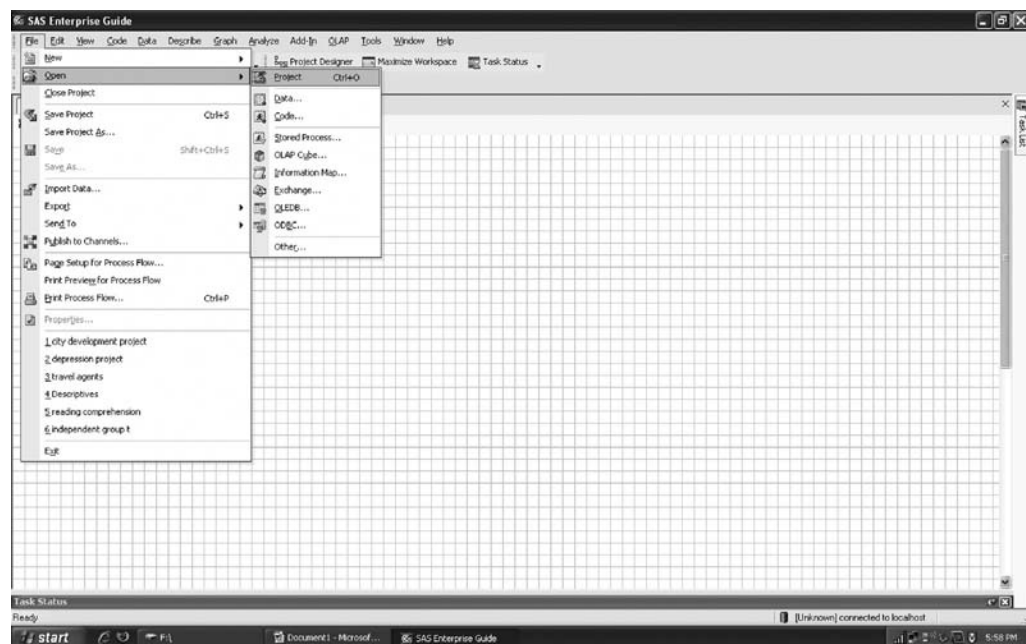 SAS Enterprise Guide
File Edit View Code Data Describe Graph Analyze Add-In OLAP Tools Window Help
Project Designer Maximize Workspace Task Status
New
Open
Close Project
Save Project Ctrl+S
Save Project As...
Save Shift+Ctrl+S
Save As...
Import Data...
Export
Send To
Publish to Channels...
Page Setup for Process Flow...
Print Preview for Process Flow
Print Process Flow... Ctrl+P
Properties...
1 city development project
2 depression project
3 travel agents
4 Descriptives
5 reading comprehension
6 independent group t
Exit
Project Ctrl+O
Data...
Code...
Stored Process...
OLAP Cube...
Information Map...
Exchange...
OLEDB...
ODBC...
Other...
Task List
Task Status
Ready
[Unknown] connected to localhost
start
F:\
Document1 - Microsof...
SAS Enterprise Guide
5:58 PM